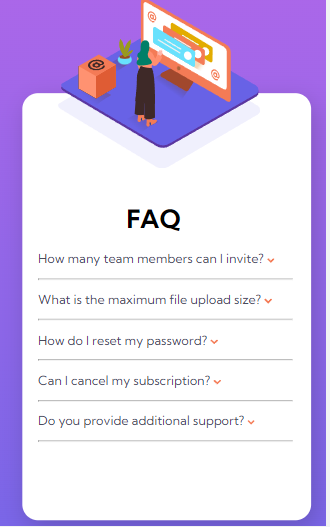 FAQ
How many team members can I invite?
What is the maximum file upload size?
How do I reset my password?
Can I cancel my subscription?
Do you provide additional support?